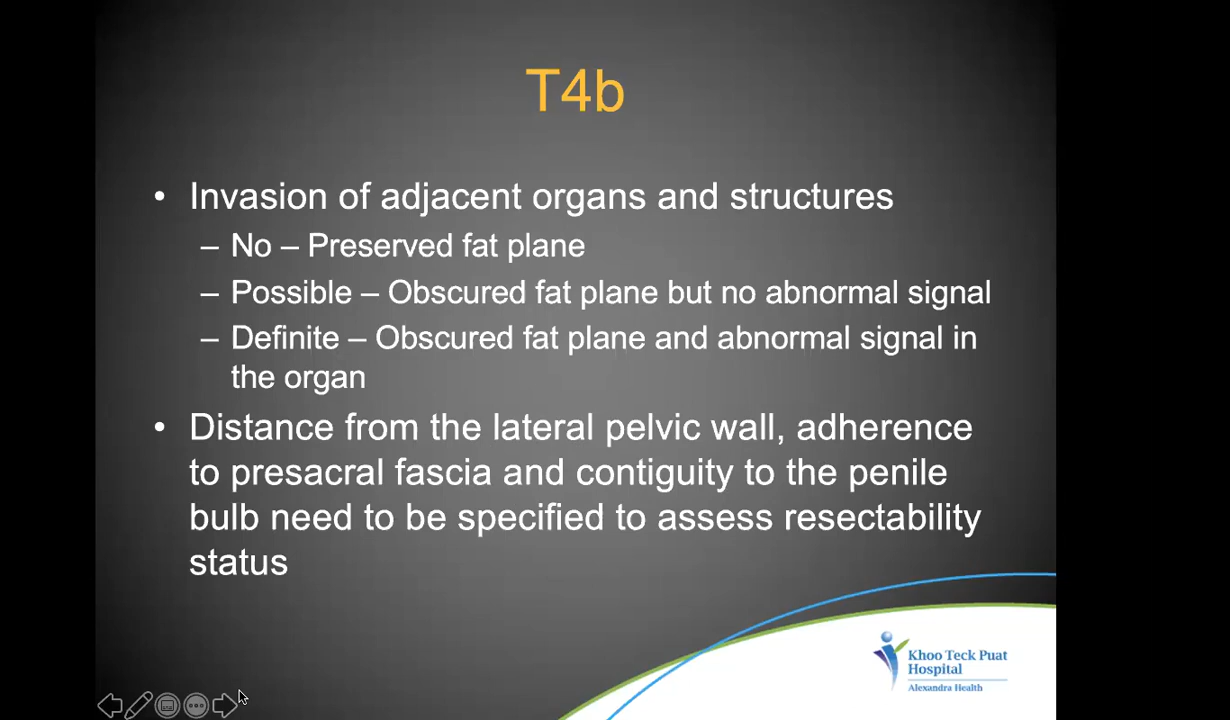 T4b
• Invasion of adjacent organs and structures
– No – Preserved fat plane
– Possible – Obscured fat plane but no abnormal signal
– Definite – Obscured fat plane and abnormal signal in
the organ
• Distance from the lateral pelvic wall, adherence
to presacral fascia and contiguity to the penile
bulb need to be specified to assess resectability
status
Khoo Teck Puat
Hospital
Alexandra Health